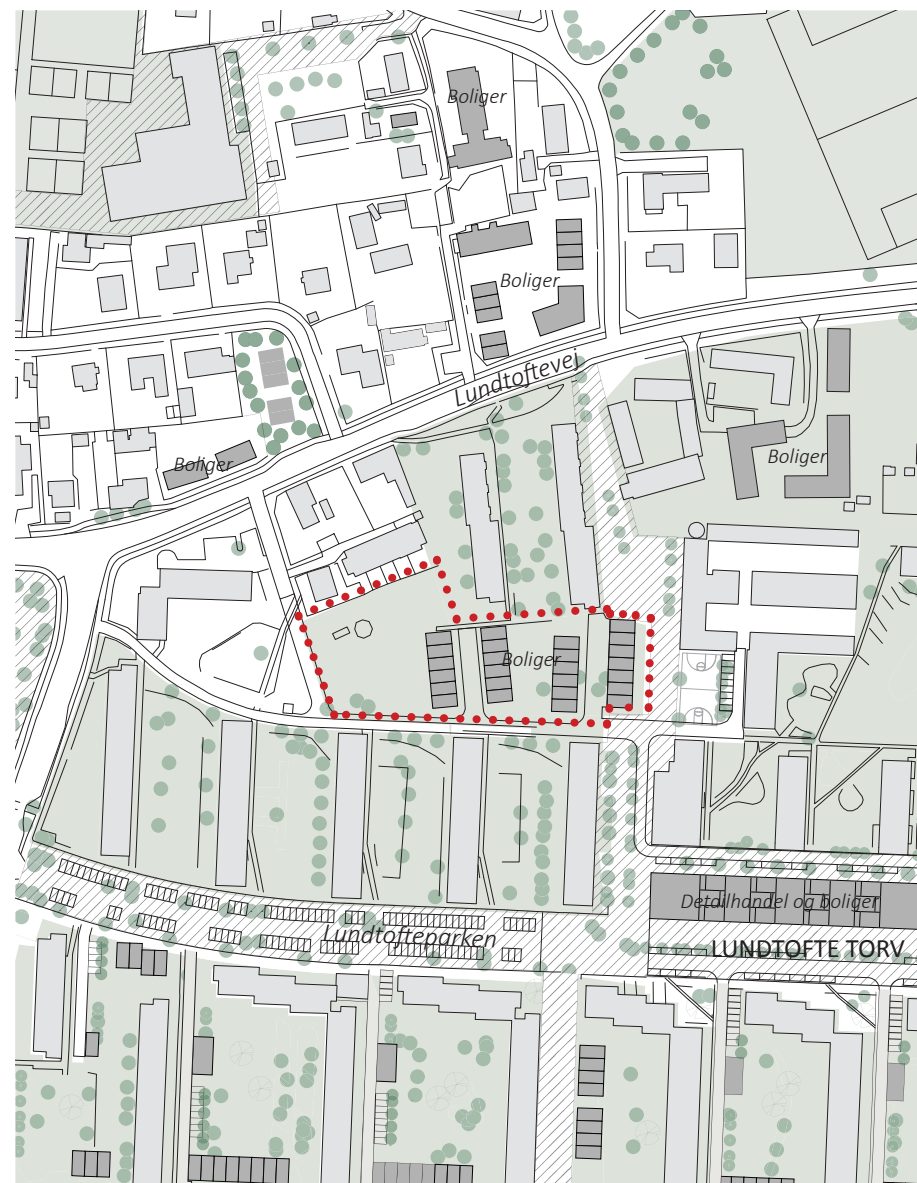 Boliger
Boliger
Lundtoftevej
Boliger
Boliger
Boliger
Detailhandel og boliger
Lundtofteparken
LUNDTOFTE TORV